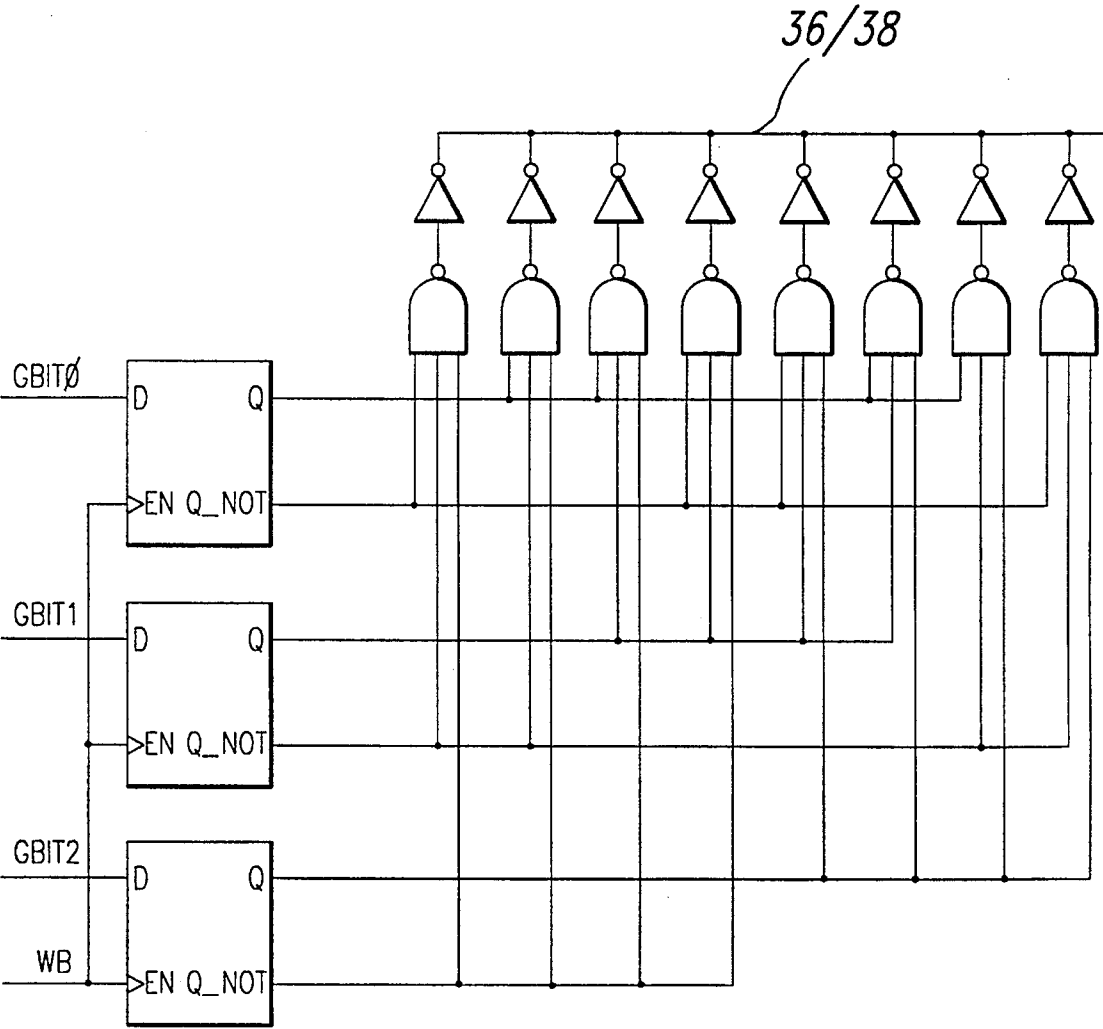 36/38
GBITØ
D Q
EN Q_NOT
GBIT1
D Q
EN Q_NOT
GBIT2
D Q
WB
EN Q_NOT